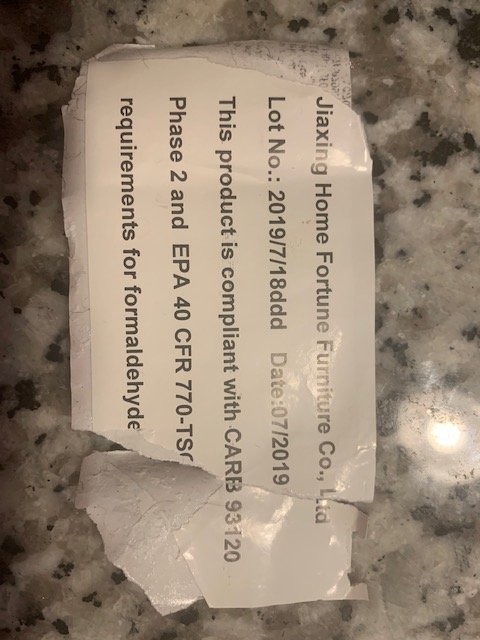 Jiaxing Home Fortune Furniture Co., Ltd
Lot No.: 2019/7/18ddd Date:07/2019
This product is compliant with CARB 93120
Phase 2 and EPA 40 CFR 770-TSC
requirements for formaldehyde